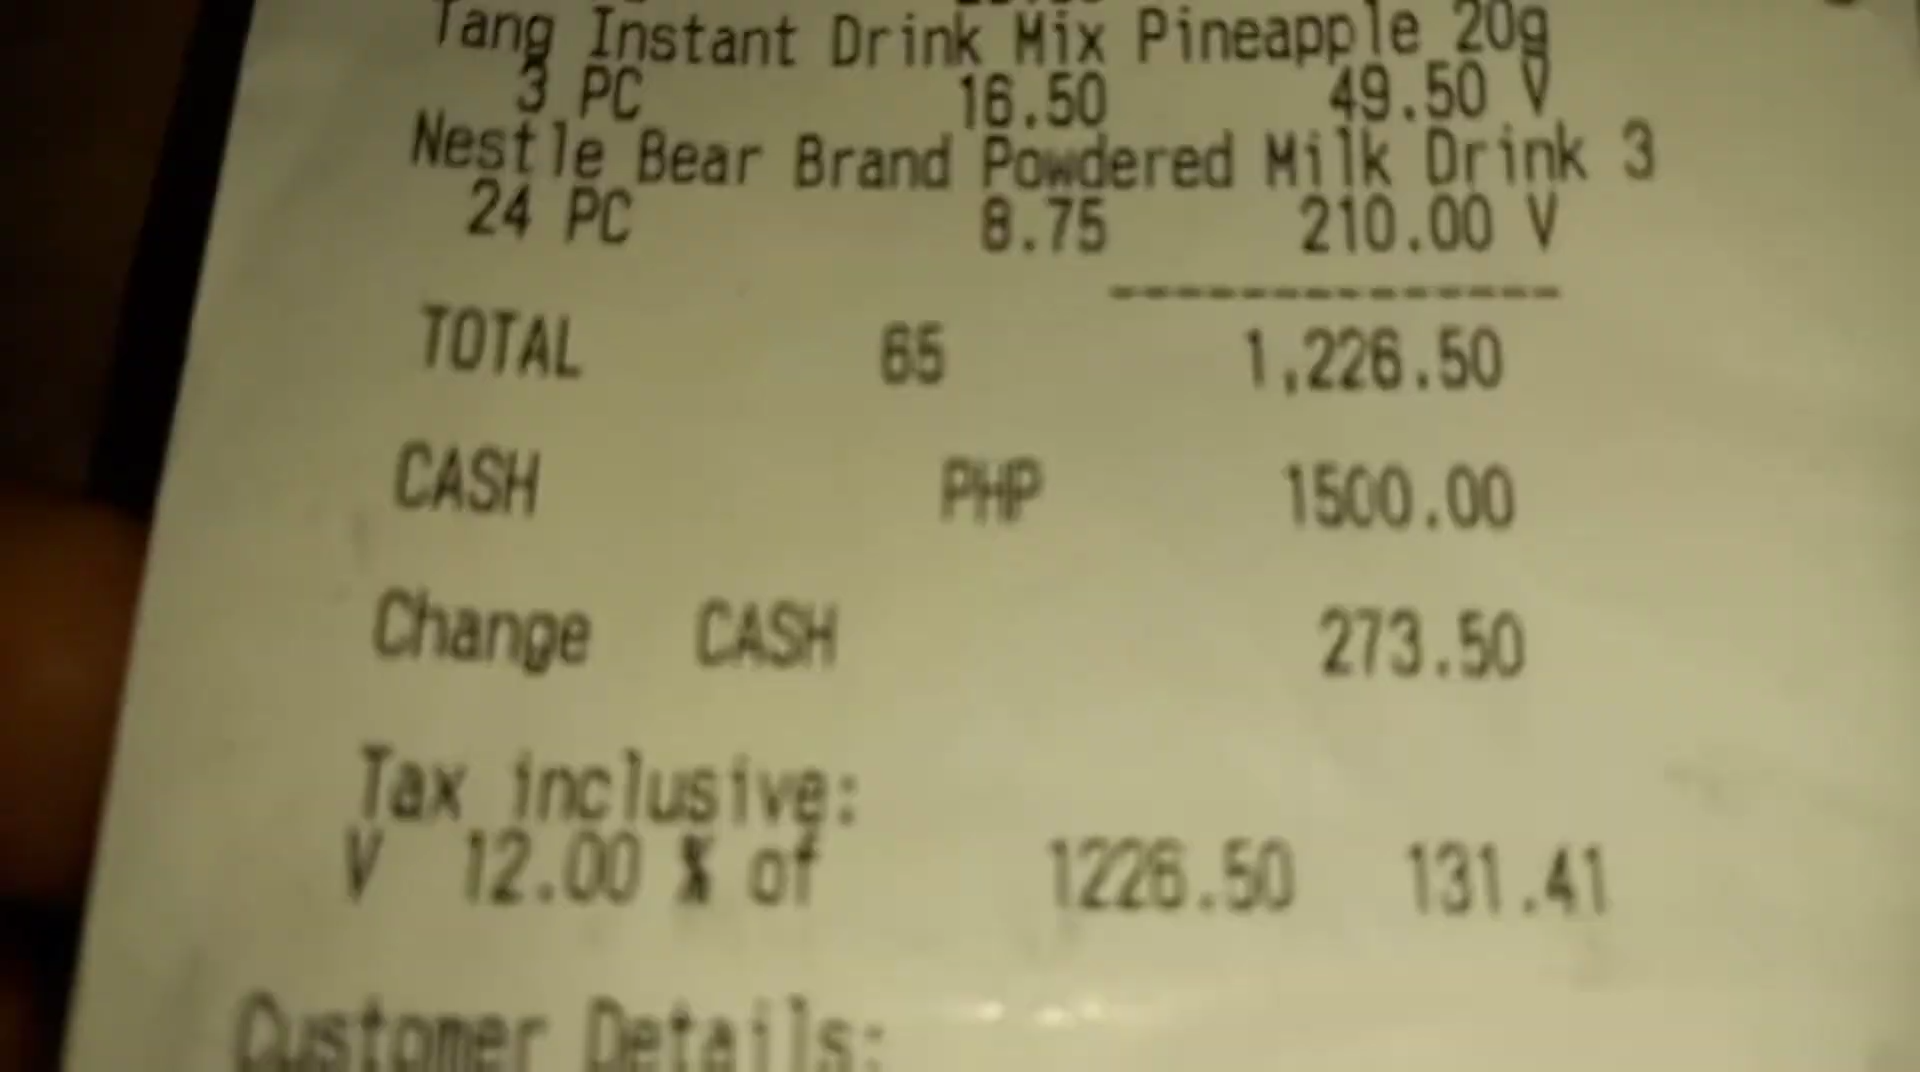 Tang Instant Drink Mix Pineapple 20g
3 PC 16.50 49.50 V
Nestle Bear Brand Powdered Milk Drink 3
24 PC 8.75 210.00 V
--------------
TOTAL 65 1,226.50
CASH PHP 1500.00
Change CASH 273.50
Tax inclusive:
V 12.00 % of 1226.50 131.41
Customer Details: